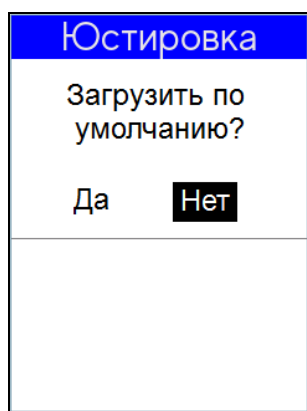 Юстировка
Загрузить по
умолчанию?
Да Нет